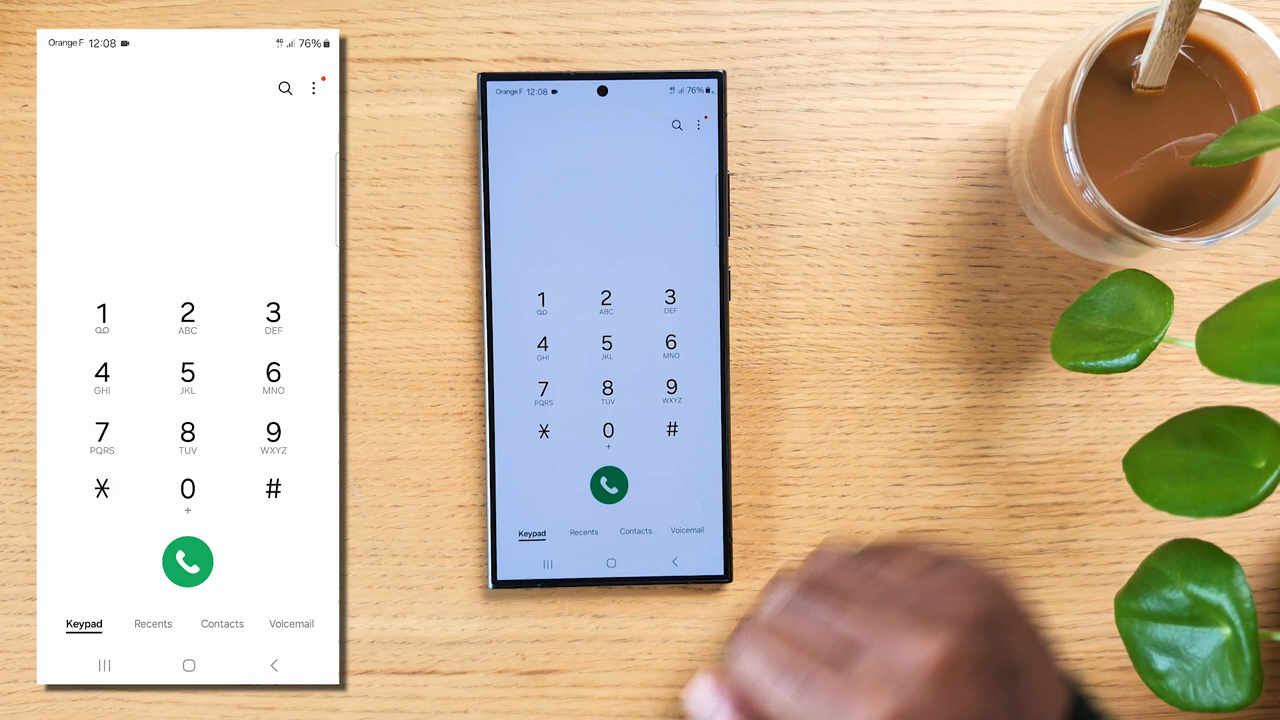 Orange F 12:08
4G 76%
1 2 3
ABC DEF
4 5 6
GHI JKL MNO
7 8 9
PQRS TUV WXYZ
* 0 #
+
Keypad Recents Contacts Voicemail
Orange F 12:08
4G 76%
1 2 3
ABC DEF
4 5 6
GHI JKL MNO
7 8 9
PQRS TUV WXYZ
* 0 #
+
Keypad Recents Contacts Voicemail